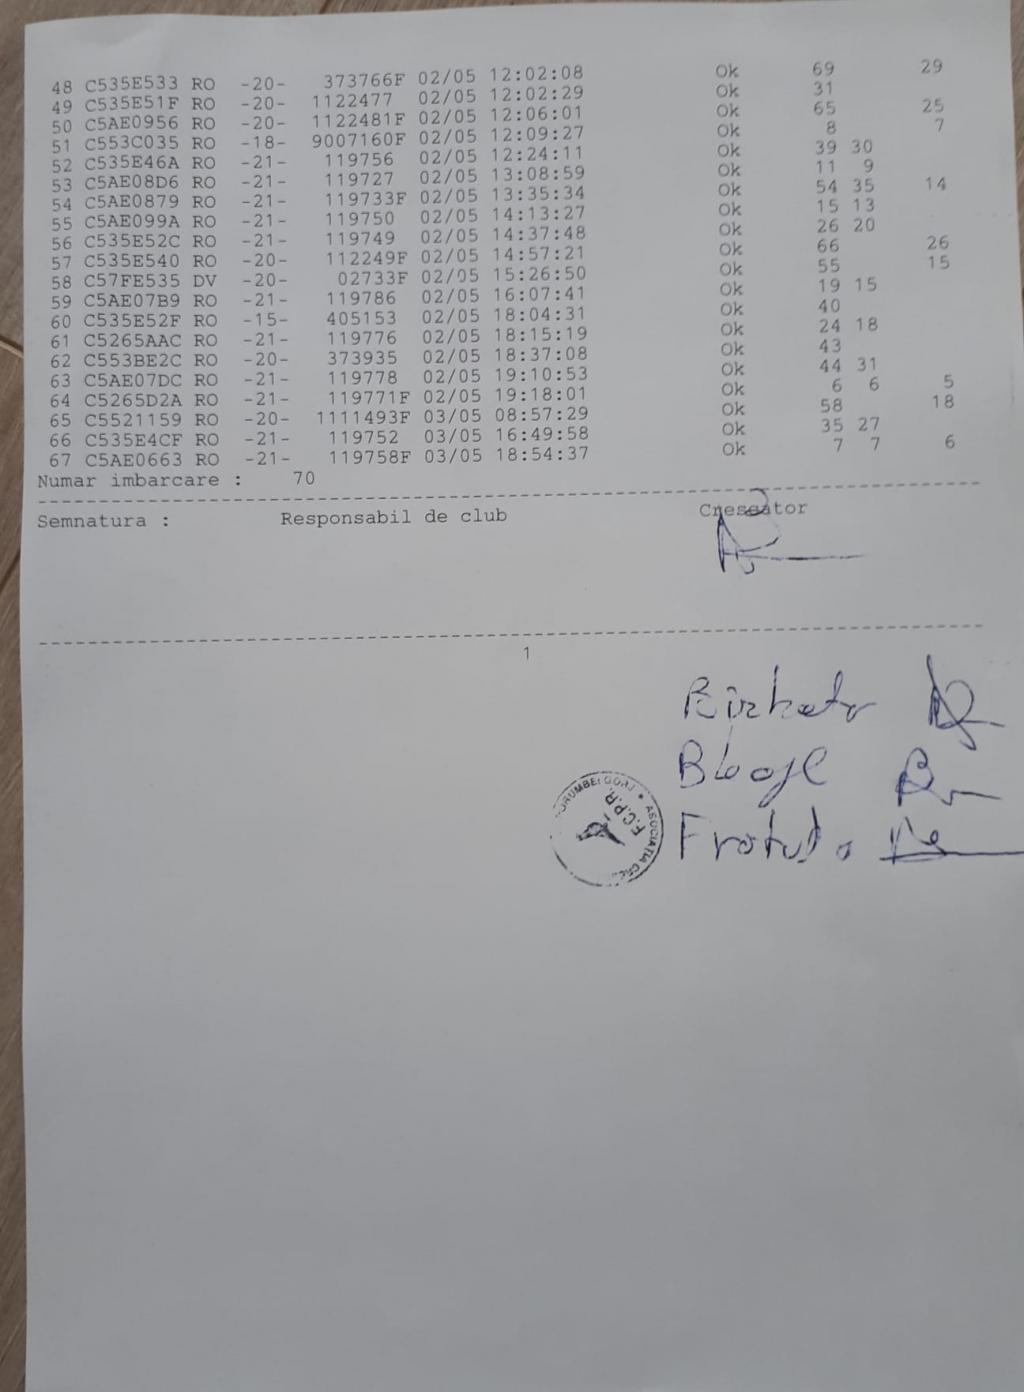 48 C535E533 RO -20- 373766F 02/05 12:02:08 Ok 69 29
49 C535E51F RO -20- 1122477 02/05 12:02:29 Ok 31
50 C5AE0956 RO -20- 1122481F 02/05 12:06:01 Ok 65 25
51 C553C035 RO -18- 9007160F 02/05 12:09:27 Ok 8 7
52 C535E46A RO -21- 119756 02/05 12:24:11 Ok 39 30
53 C5AE08D6 RO -21- 119727 02/05 13:08:59 Ok 11 9
54 C5AE0879 RO -21- 119733F 02/05 13:35:34 Ok 54 35 14
55 C5AE099A RO -21- 119750 02/05 14:13:27 Ok 15 13
56 C535E52C RO -21- 119749 02/05 14:37:48 Ok 26 20
57 C535E540 RO -20- 112249F 02/05 14:57:21 Ok 66 26
58 C57FE535 DV -20- 02733F 02/05 15:26:50 Ok 55 15
59 C5AE07B9 RO -21- 119786 02/05 16:07:41 Ok 19 15
60 C535E52F RO -15- 405153 02/05 18:04:31 Ok 40
61 C5265AAC RO -21- 119776 02/05 18:15:19 Ok 24 18
62 C553BE2C RO -20- 373935 02/05 18:37:08 Ok 43
63 C5AE07DC RO -21- 119778 02/05 19:10:53 Ok 44 31
64 C5265D2A RO -21- 119771F 02/05 19:18:01 Ok 6 6 5
65 C5521159 RO -20- 1111493F 03/05 08:57:29 Ok 58 18
66 C535E4CF RO -21- 119752 03/05 16:49:58 Ok 35 27
67 C5AE0663 RO -21- 119758F 03/05 18:54:37 Ok 7 7 6
Numar imbarcare : 70
Semnatura : Responsabil de club Crescator
1
F.C.P.R.
ASOCIATIA